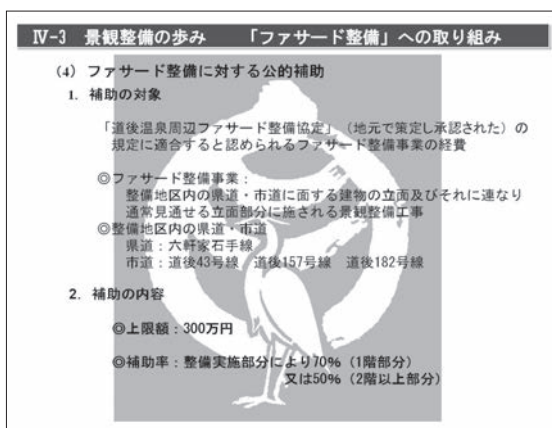 Ⅳ-3 景観整備の歩み 「ファサード整備」への取り組み
(4) ファサード整備に対する公的補助
1. 補助の対象
「道後温泉周辺ファサード整備協定」(地元で策定し承認された)の
規定に適合すると認められるファサード整備事業の経費
◎ファサード整備事業:
整備地区内の県道・市道に面する建物の立面及びそれに連なり
通常見通せる立面部分に施される景観整備工事
◎整備地区内の県道・市道
県道:六軒家石手線
市道:道後43号線 道後157号線 道後182号線
2. 補助の内容
◎上限額:300万円
◎補助率:整備実施部分により70%(1階部分)
又は50%(2階以上部分)